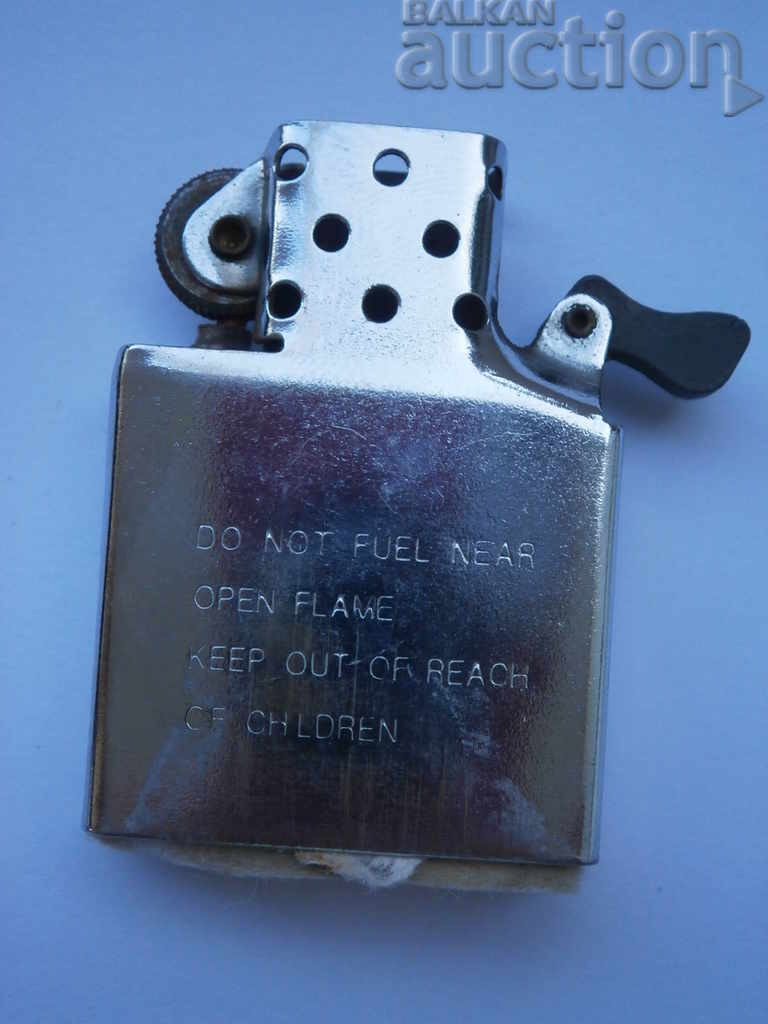 BALKAN
auction
DO NOT FUEL NEAR
OPEN FLAME
KEEP OUT OF REACH
OF CHILDREN